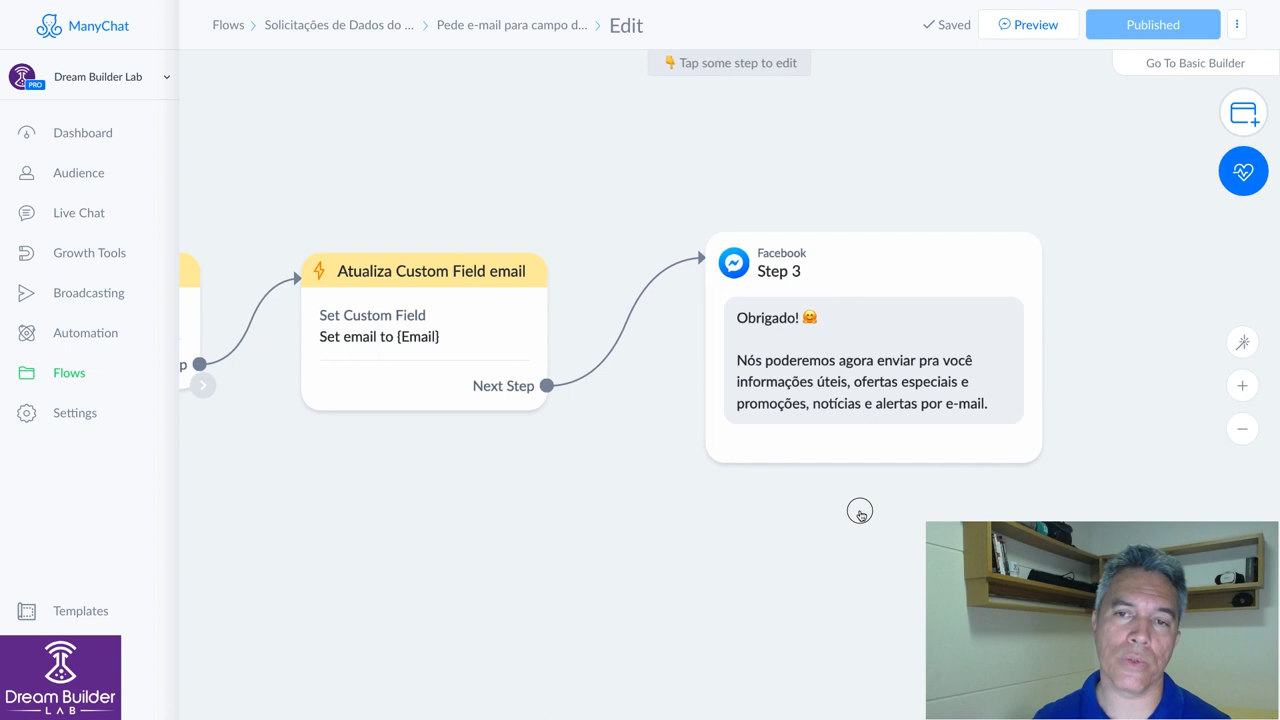 ManyChat
Flows
Solicitações de Dados do ...
Pede e-mail para campo d...
Edit
Saved
Preview
Published
Dream Builder Lab
PRO
👇 Tap some step to edit
Go To Basic Builder
Dashboard
Audience
Live Chat
Growth Tools
Broadcasting
Automation
Flows
Settings
Templates
p
Atualiza Custom Field email
Set Custom Field
Set email to {Email}
Next Step
Facebook
Step 3
Obrigado! 🤗
Nós poderemos agora enviar pra você
informações úteis, ofertas especiais e
promoções, notícias e alertas por e-mail.
Dream Builder
LAB